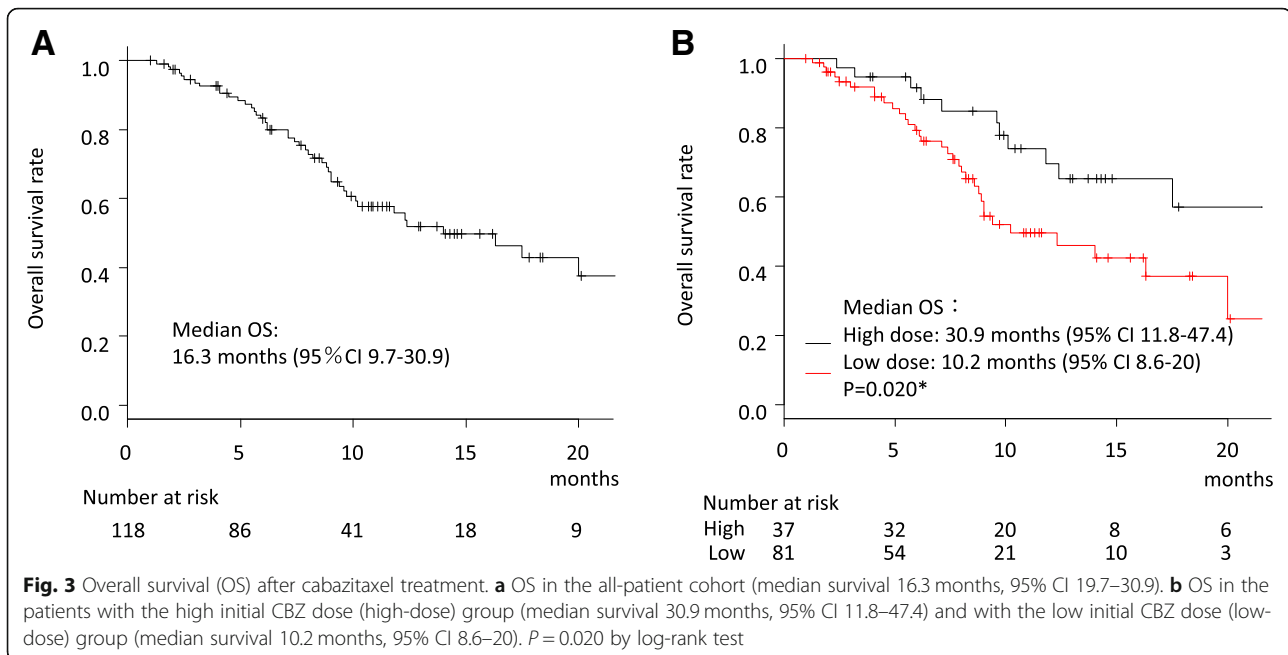 A
1.0
0.8
0.6
0.4
0.2
0.0
Overall survival rate
Median OS:
16.3 months (95%CI 9.7-30.9)
0 5 10 15 20
months
Number at risk
118 86 41 18 9
B
1.0
0.8
0.6
0.4
0.2
0.0
Overall survival rate
Median OS：
High dose: 30.9 months (95% CI 11.8-47.4)
Low dose: 10.2 months (95% CI 8.6-20)
P=0.020*
0 5 10 15 20
months
Number at risk
High 37 32 20 8 6
Low 81 54 21 10 3
Fig. 3 Overall survival (OS) after cabazitaxel treatment. a OS in the all-patient cohort (median survival 16.3 months, 95% CI 19.7–30.9). b OS in the
patients with the high initial CBZ dose (high-dose) group (median survival 30.9 months, 95% CI 11.8–47.4) and with the low initial CBZ dose (low-
dose) group (median survival 10.2 months, 95% CI 8.6–20). P = 0.020 by log-rank test